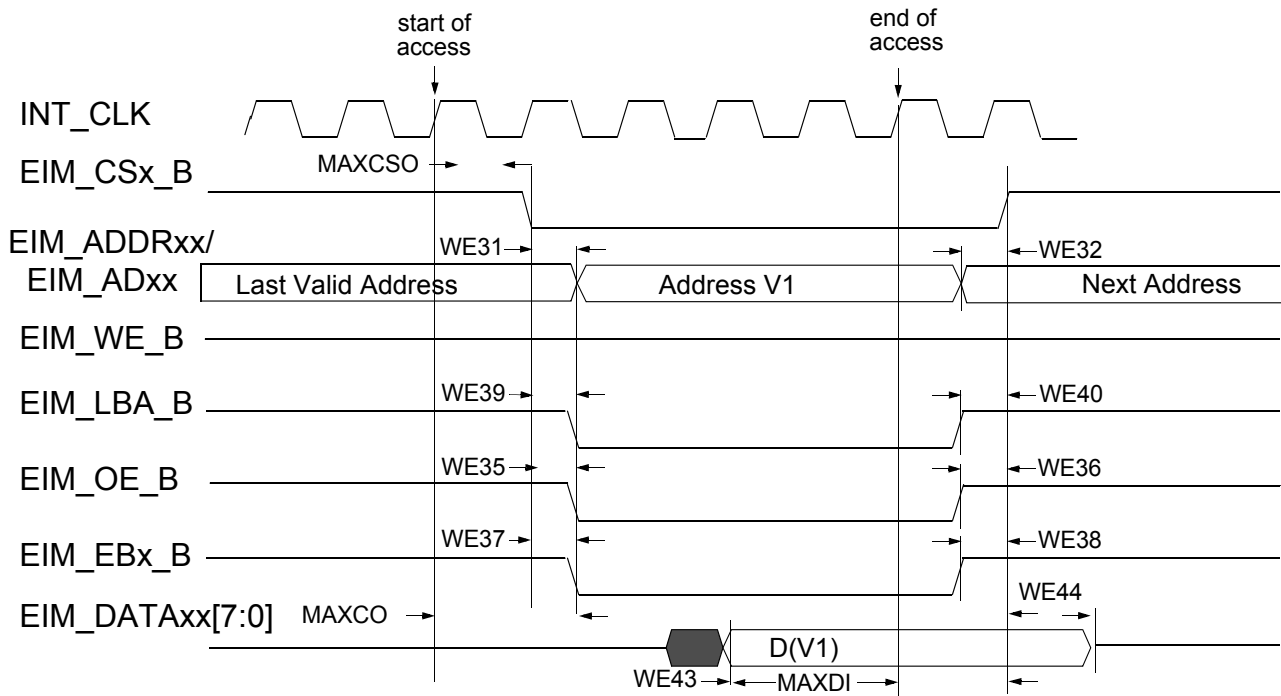 start of
access
end of
access
INT_CLK
MAXCSO
EIM_CSx_B
EIM_ADDRxx/
EIM_ADxx
WE31
WE32
Last Valid Address
Address V1
Next Address
EIM_WE_B
WE39
WE40
EIM_LBA_B
WE35
WE36
EIM_OE_B
WE37
WE38
EIM_EBx_B
WE44
EIM_DATAxx[7:0]
MAXCO
D(V1)
WE43
MAXDI